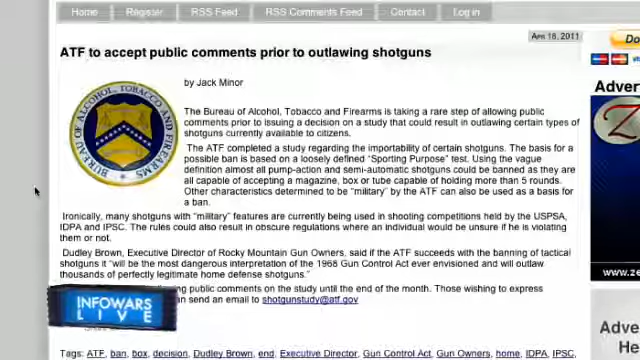 Home Register RSS Feed RSS Comments Feed Contact Log in
Apr 18, 2011
ATF to accept public comments prior to outlawing shotguns
by Jack Minor
BUREAU OF ALCOHOL, TOBACCO AND FIREARMS
The Bureau of Alcohol, Tobacco and Firearms is taking a rare step of allowing public
comments prior to issuing a decision on a study that could result in outlawing certain types of
shotguns currently available to citizens.
The ATF completed a study regarding the importability of certain shotguns. The basis for a
possible ban is based on a loosely defined “Sporting Purpose” test. Using the vague
definition almost all pump-action and semi-automatic shotguns could be banned as they are
all capable of accepting a magazine, box or tube capable of holding more than 5 rounds.
Other characteristics determined to be “military” by the ATF can also be used as a basis for
a ban.
Ironically, many shotguns with “military” features are currently being used in shooting competitions held by the USPSA,
IDPA and IPSC. The rules could also result in obscure regulations where an individual would be unsure if he is violating
them or not.
Dudley Brown, Executive Director of Rocky Mountain Gun Owners, said if the ATF succeeds with the banning of tactical
shotguns it “will be the most dangerous interpretation of the 1968 Gun Control Act ever envisioned and will outlaw
thousands of perfectly legitimate home defense shotguns.”
public comments on the study until the end of the month. Those wishing to express
can send an email to shotgunstudy@atf.gov
INFOWARS
LIVE
Tags: ATF, ban, box, decision, Dudley Brown, end, Executive Director, Gun Control Act, Gun Owners, home, IDPA, IPSC,
Do
Adver
Z
www.ze
Adve
He